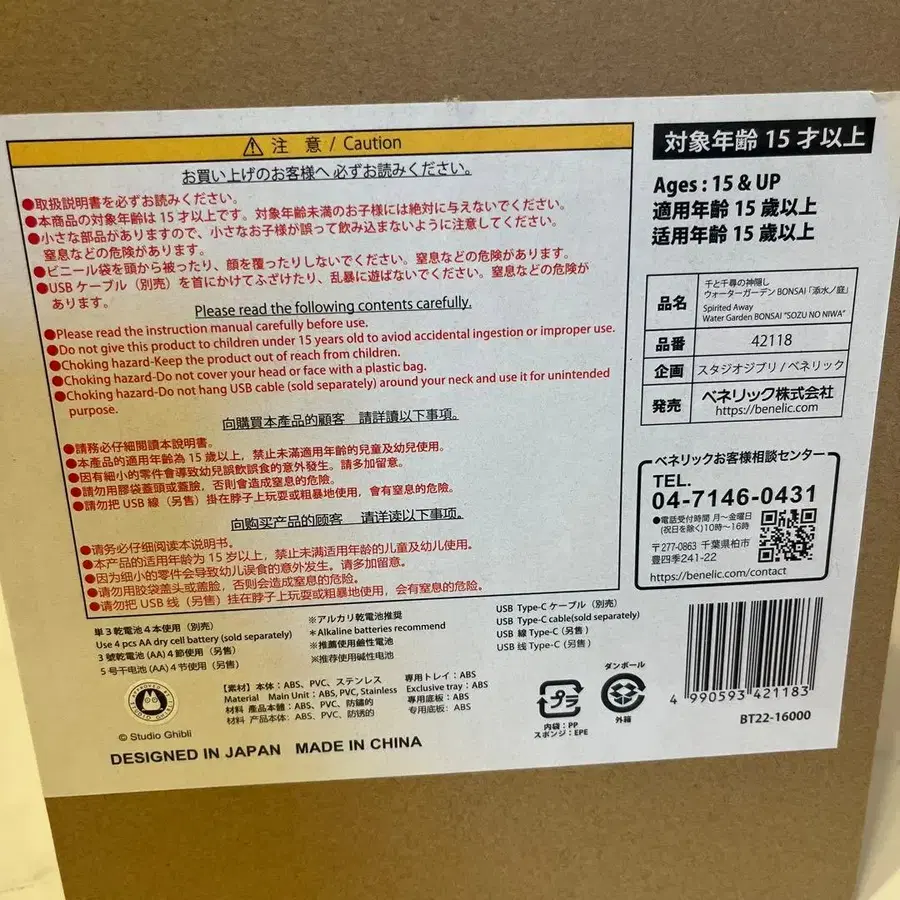 ⚠ 注 意 / Caution
お買い上げのお客様へ 必ずお読みください。
●取扱説明書を必ずお読みください。
●本商品の対象年齢は 15 才以上です。対象年齢未満のお子様には絶対に与えないでください。
●小さな部品がありますので、小さなお子様が誤って飲み込まないように注意してください。
窒息などの危険があります。
●ビニール袋を頭から被ったり、顔を覆ったりしないでください。窒息などの危険があります。
●USB ケーブル（別売）を首にかけてふざけたり、乱暴に遊ばないでください。窒息などの危険が
あります。
Please read the following contents carefully.
●Please read the instruction manual carefully before use.
●Do not give this product to children under 15 years old to aviod accidental ingestion or improper use.
●Choking hazard-Keep the product out of reach from children.
●Choking hazard-Do not cover your head or face with a plastic bag.
●Choking hazard-Do not hang USB cable (sold separately) around your neck and use it for unintended
purpose.
向購買本產品的顧客 請詳讀以下事項。
●請務必仔細閱讀本說明書。
●本產品的適用年齡為 15 歲以上，禁止未滿適用年齡的兒童及幼兒使用。
●因有細小的零件會導致幼兒誤飲誤食的意外發生。請多加留意。
●請勿用膠袋蓋頭或蓋臉，否則會造成窒息的危險。
●請勿把 USB 線（另售）掛在脖子上玩耍或粗暴地使用，會有窒息的危險。
向购买产品的顾客 请详读以下事项。
●请务必仔细阅读本说明书。
●本产品的适用年龄为 15 岁以上，禁止未满适用年龄的儿童及幼儿使用。
●因为细小的零件会导致幼儿误食的意外发生。请多加留意。
●请勿用胶袋盖头或盖脸，否则会造成窒息的危险。
●请勿把 USB 线（另售）挂在脖子上玩耍或粗暴地使用，会有窒息的危险。
単３乾電池４本使用（別売）
Use 4 pcs AA dry cell battery (sold separately)
3 號乾電池 (AA) 4 節使用（另售）
5 号干电池 (AA) 4 节使用（另售）
※アルカリ乾電池推奨
＊Alkaline batteries recommend
※推薦使用鹼性電池
※推荐使用碱性电池
USB Type-C ケーブル（別売）
USB Type-C cable(sold separately)
USB 線 Type-C (另售)
USB 线 Type-C (另售)
【素材】本体：ABS、PVC、ステンレス 専用トレイ：ABS
Material Main Unit : ABS, PVC, Stainless Exclusive tray : ABS
材料 產品本體：ABS、PVC、防鏽的 專用底板：ABS
材料 产品本体：ABS、PVC、防锈的 专用底板：ABS
© Studio Ghibli
DESIGNED IN JAPAN MADE IN CHINA
プラ
内袋：PP
スポンジ：EPE
ダンボール
外箱
対象年齢 15 才以上
Ages : 15 & UP
適用年齡 15 歲以上
适用年龄 15 岁以上
品名 千と千尋の神隠し
ウォーターガーデン BONSAI「添水ノ庭」
Spirited Away
Water Garden BONSAI "SOZU NO NIWA"
品番 42118
企画 スタジオジブリ / ベネリック
発売 ベネリック株式会社
https://benelic.com
ベネリックお客様相談センター
TEL.
04-7146-0431
●電話受付時間 月～金曜日
(祝日を除く) 10時～16時
〒277-0863 千葉県柏市
豊四季241-22
https://benelic.com/contact
4 990593 421183
BT22-16000